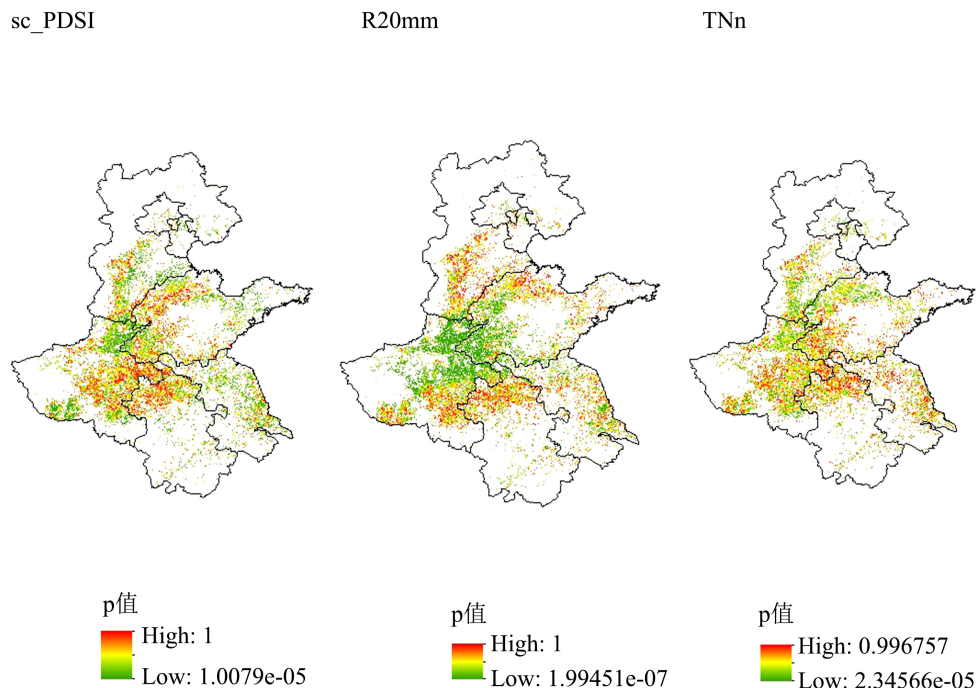 sc_PDSI
R20mm
TNn
p值
High: 1
Low: 1.0079e-05
p值
High: 1
Low: 1.99451e-07
p值
High: 0.996757
Low: 2.34566e-05